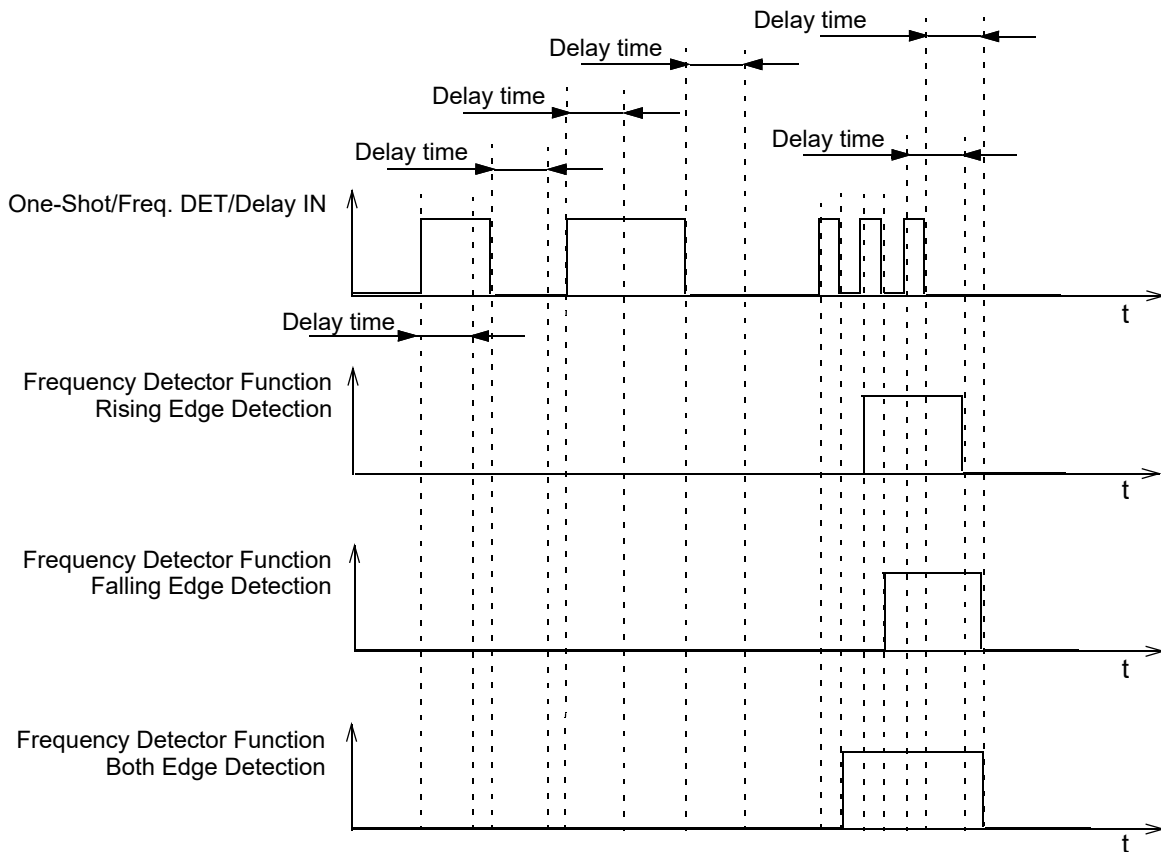 Delay time
Delay time
Delay time
Delay time
Delay time
One-Shot/Freq. DET/Delay IN
t
Delay time
Frequency Detector Function
Rising Edge Detection
t
Frequency Detector Function
Falling Edge Detection
t
Frequency Detector Function
Both Edge Detection
t